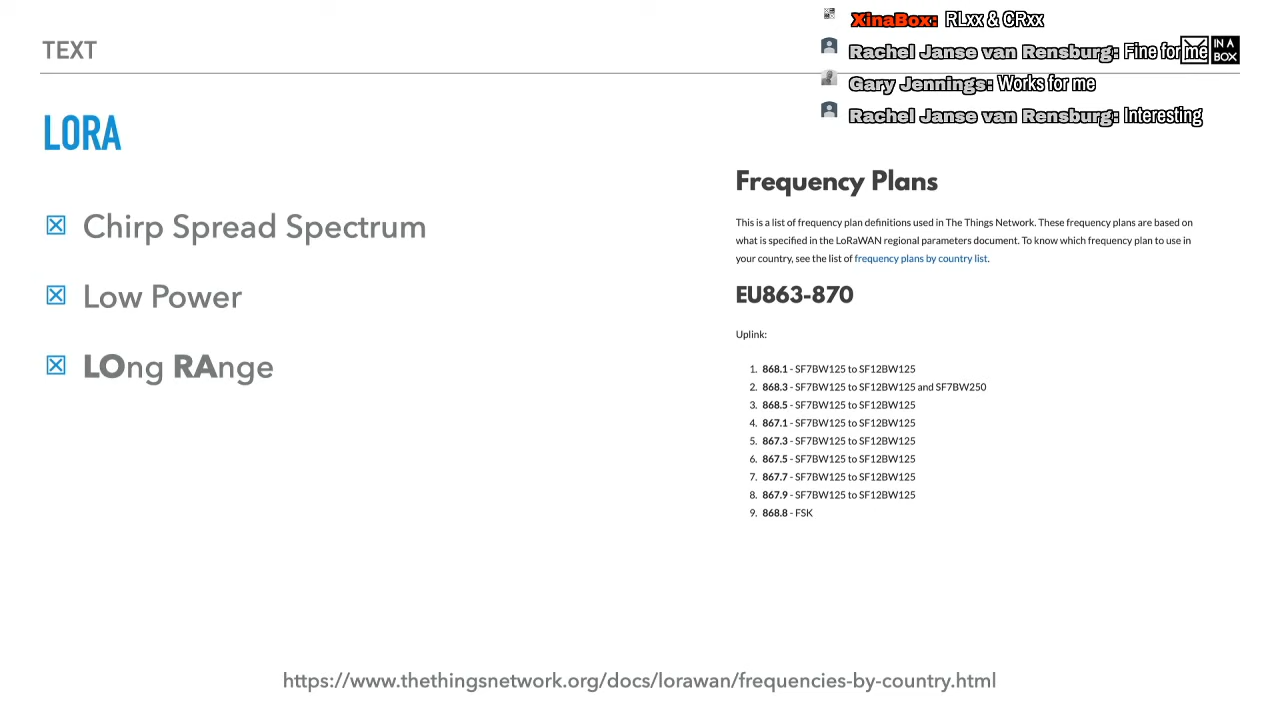 TEXT
XinaBox: RLxx & CRxx
Rachel Janse van Rensburg: Fine for me
IN A
BOX
Gary Jennings: Works for me
Rachel Janse van Rensburg: Interesting
LORA
Chirp Spread Spectrum
Low Power
LOng RAnge
Frequency Plans
This is a list of frequency plan definitions used in The Things Network. These frequency plans are based on
what is specified in the LoRaWAN regional parameters document. To know which frequency plan to use in
your country, see the list of frequency plans by country list.
EU863-870
Uplink:
1. 868.1 - SF7BW125 to SF12BW125
2. 868.3 - SF7BW125 to SF12BW125 and SF7BW250
3. 868.5 - SF7BW125 to SF12BW125
4. 867.1 - SF7BW125 to SF12BW125
5. 867.3 - SF7BW125 to SF12BW125
6. 867.5 - SF7BW125 to SF12BW125
7. 867.7 - SF7BW125 to SF12BW125
8. 867.9 - SF7BW125 to SF12BW125
9. 868.8 - FSK
https://www.thethingsnetwork.org/docs/lorawan/frequencies-by-country.html